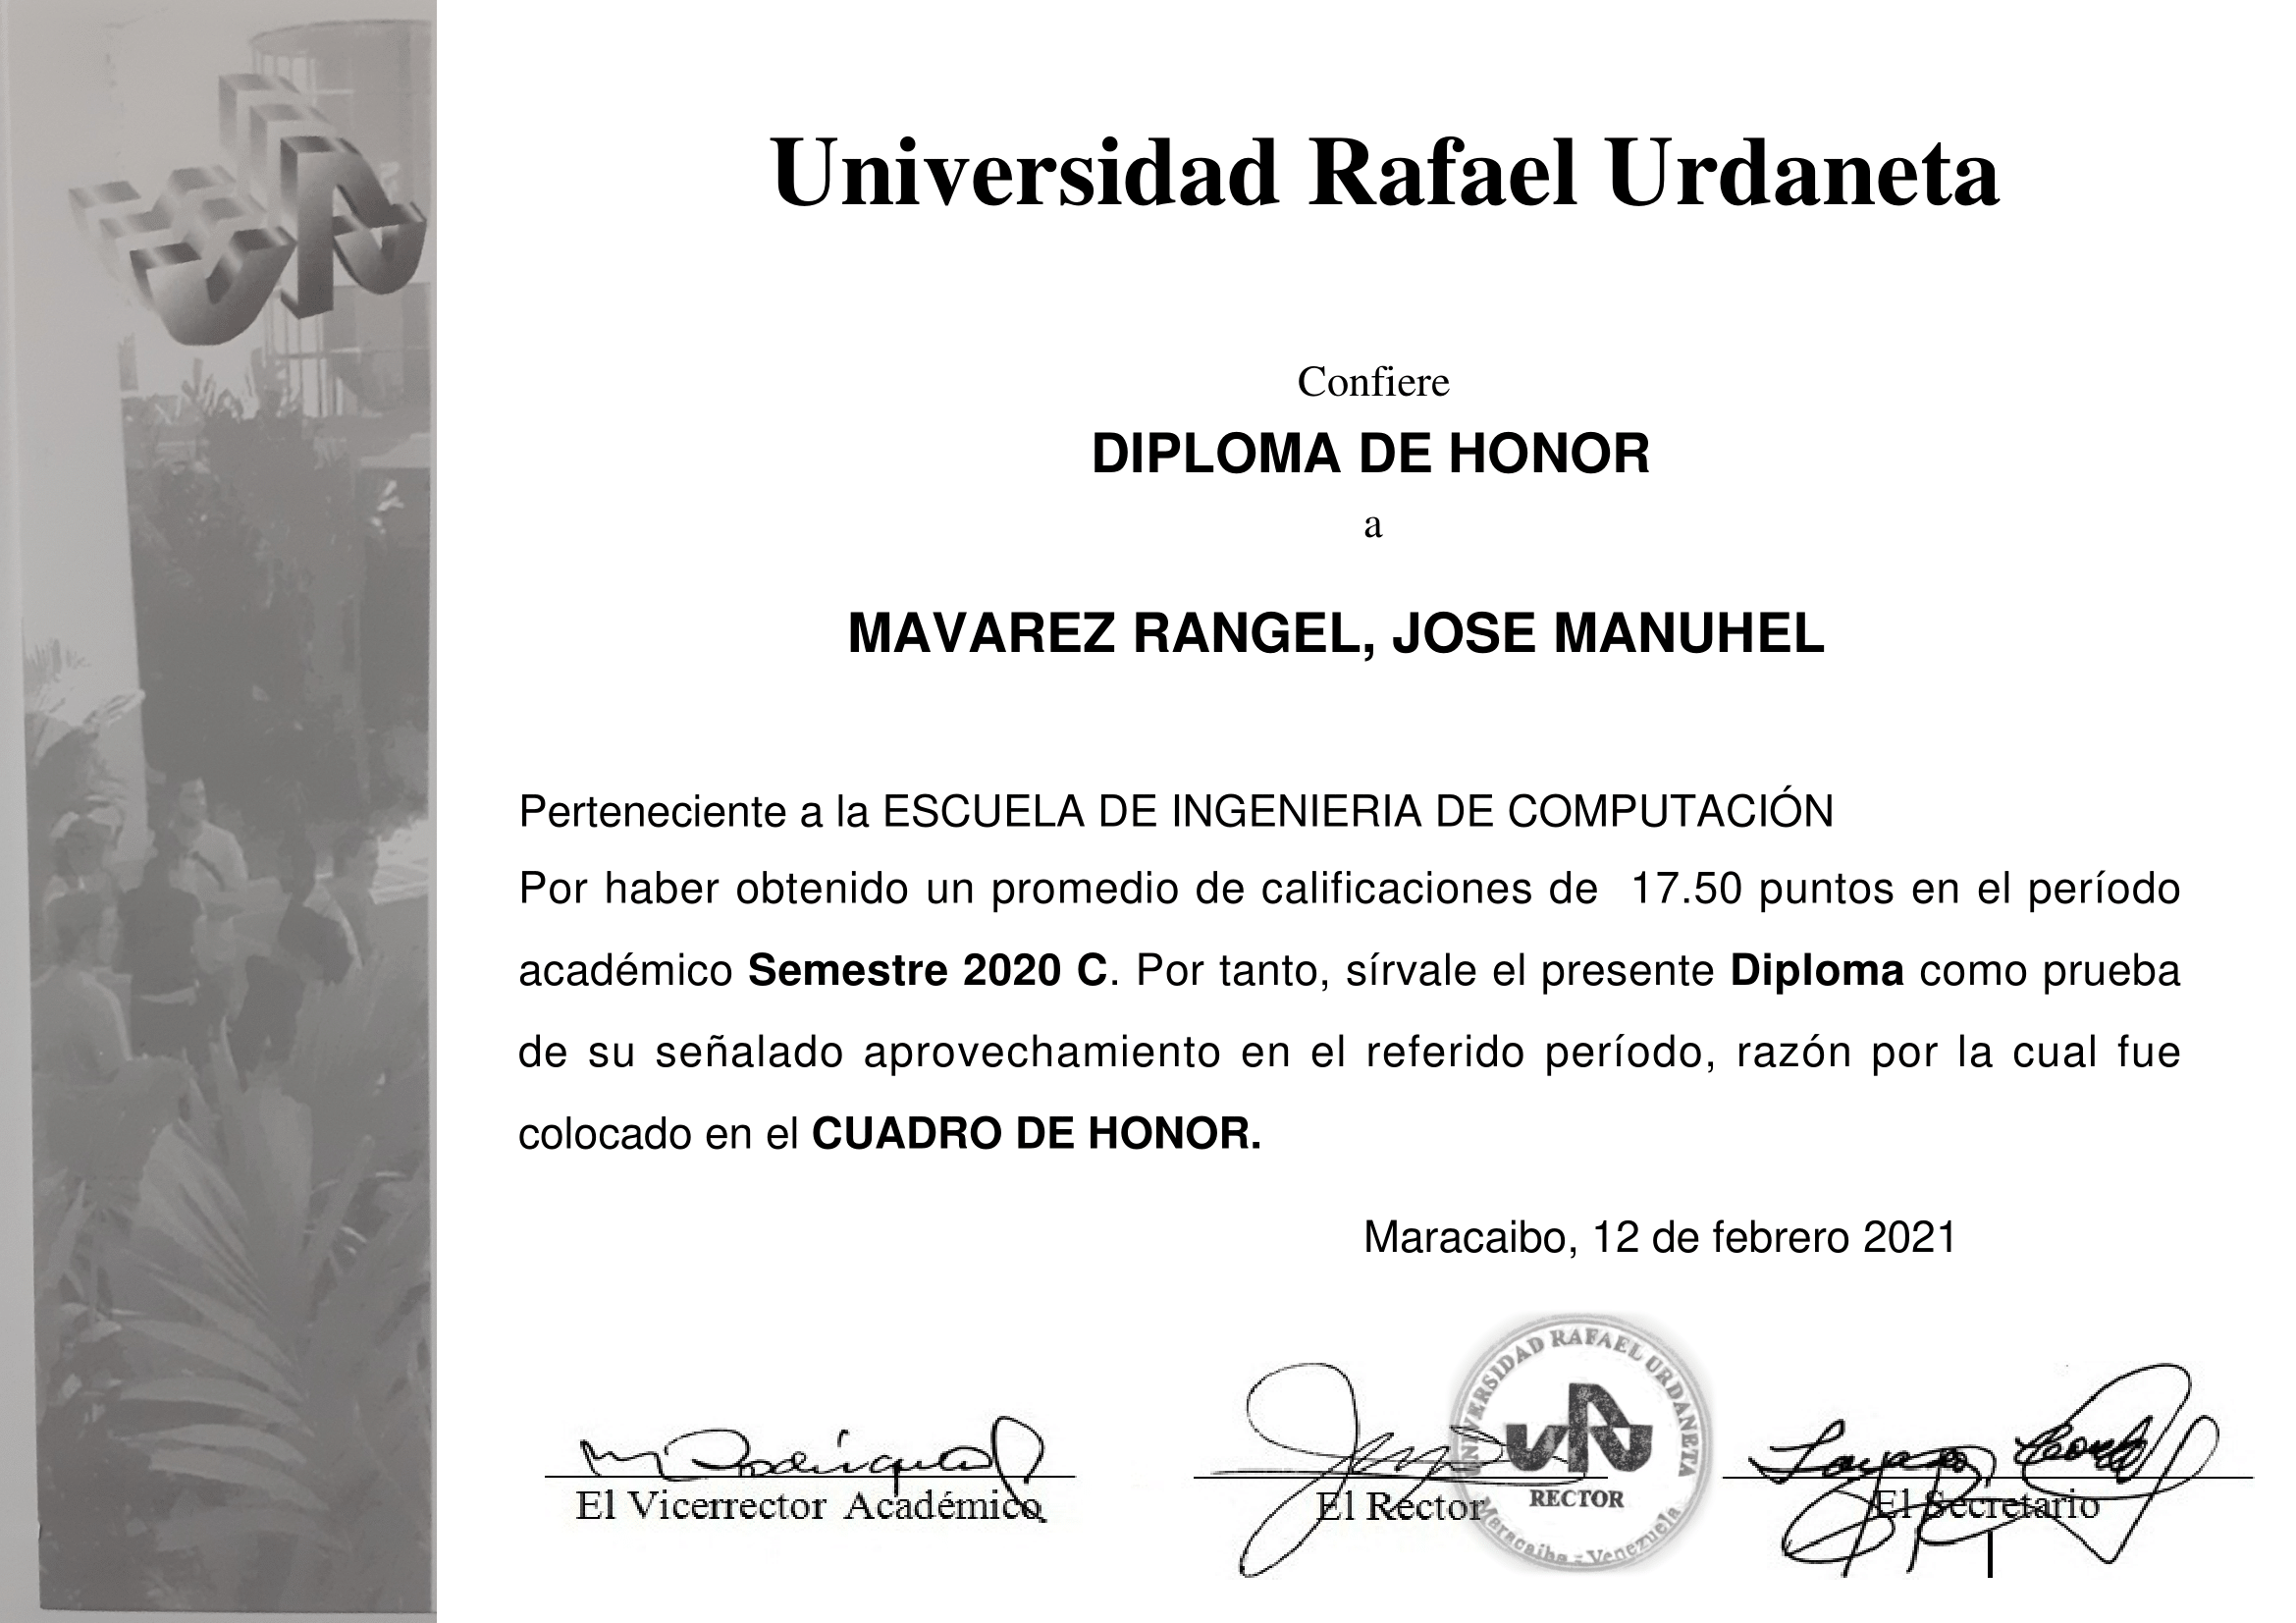 Universidad Rafael Urdaneta
Confiere
DIPLOMA DE HONOR
a
MAVAREZ RANGEL, JOSE MANUHEL
Perteneciente a la ESCUELA DE INGENIERIA DE COMPUTACIÓN
Por haber obtenido un promedio de calificaciones de 17.50 puntos en el período
académico Semestre 2020 C. Por tanto, sírvale el presente Diploma como prueba
de su señalado aprovechamiento en el referido período, razón por la cual fue
colocado en el CUADRO DE HONOR.
Maracaibo, 12 de febrero 2021
El Vicerrector Académico
El Rector
UNIVERSIDAD RAFAEL URDANETA
RECTOR
Maracaibo - Venezuela
El Secretario